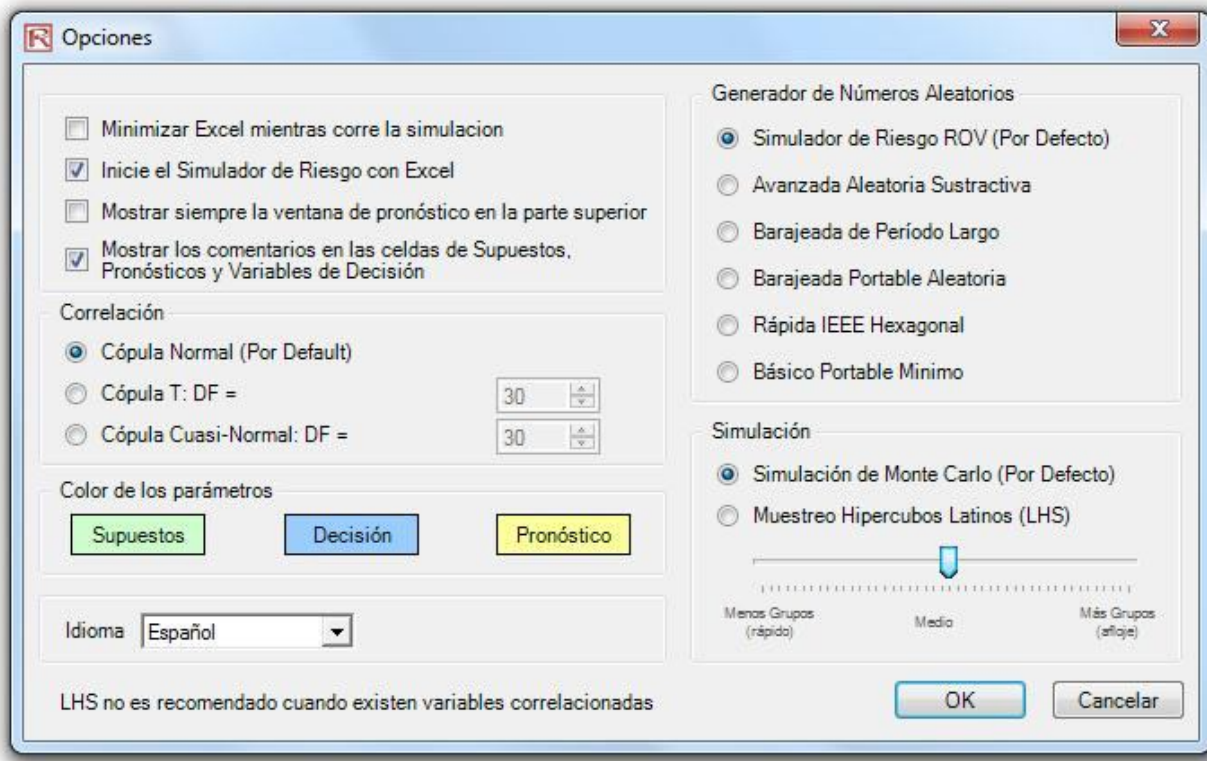 Opciones
Minimizar Excel mientras corre la simulacion
Inicie el Simulador de Riesgo con Excel
Mostrar siempre la ventana de pronóstico en la parte superior
Mostrar los comentarios en las celdas de Supuestos,
Pronósticos y Variables de Decisión
Correlación
Cópula Normal (Por Default)
Cópula T: DF = 30
Cópula Cuasi-Normal: DF = 30
Color de los parámetros
Supuestos Decisión Pronóstico
Idioma Español
LHS no es recomendado cuando existen variables correlacionadas
Generador de Números Aleatorios
Simulador de Riesgo ROV (Por Defecto)
Avanzada Aleatoria Sustractiva
Barajeada de Período Largo
Barajeada Portable Aleatoria
Rápida IEEE Hexagonal
Básico Portable Minimo
Simulación
Simulación de Monte Carlo (Por Defecto)
Muestreo Hipercubos Latinos (LHS)
Menos Grupos
(rápido)
Medio
Más Grupos
(afloje)
OK Cancelar